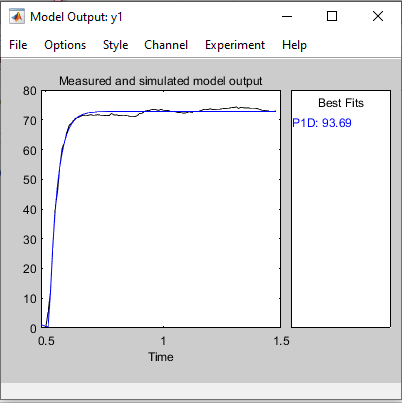 Model Output: y1
File Options Style Channel Experiment Help
Measured and simulated model output
80
70
60
50
40
30
20
10
0
0.5 1 1.5
Time
Best Fits
P1D: 93.69